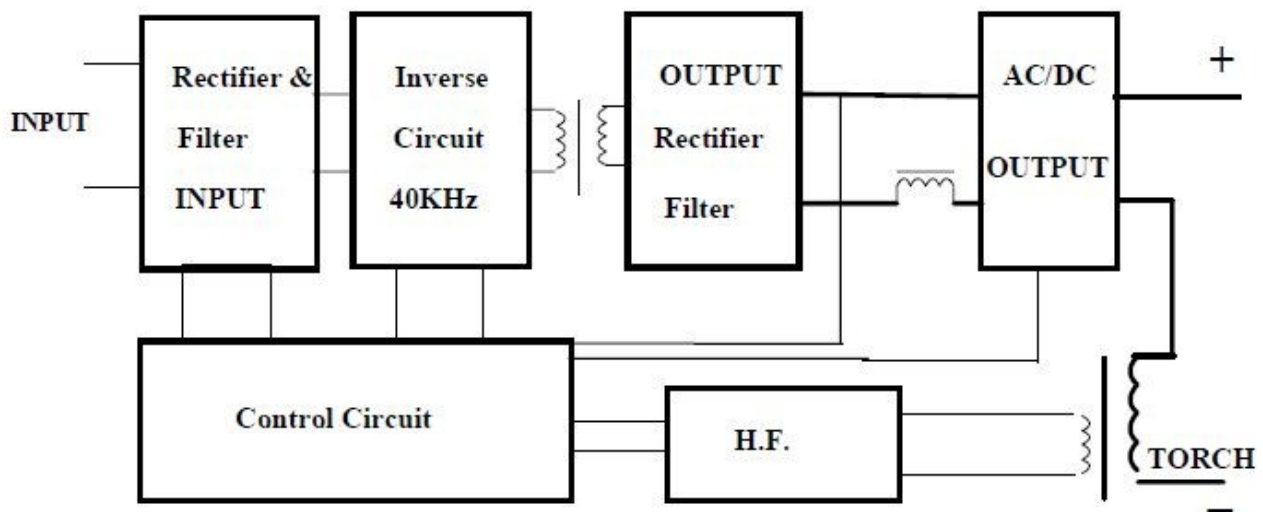 INPUT
Rectifier &
Filter
INPUT
Inverse
Circuit
40KHz
OUTPUT
Rectifier
Filter
AC/DC
OUTPUT
+
Control Circuit
H.F.
TORCH
-